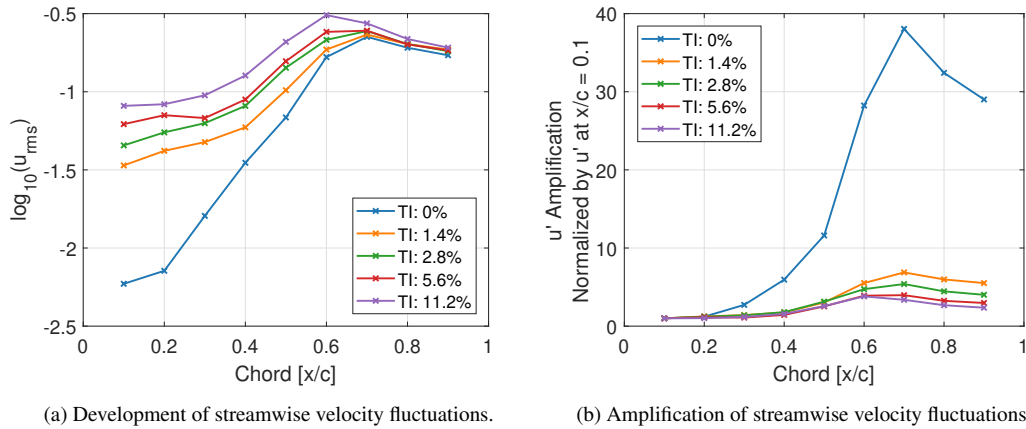 -0.5
-1
-1.5
-2
-2.5
log10(urms)
0
0.2
0.4
0.6
0.8
1
Chord [x/c]
TI: 0%
TI: 1.4%
TI: 2.8%
TI: 5.6%
TI: 11.2%
(a) Development of streamwise velocity fluctuations.
40
30
20
10
0
u' Amplification
Normalized by u' at x/c = 0.1
0
0.2
0.4
0.6
0.8
1
Chord [x/c]
TI: 0%
TI: 1.4%
TI: 2.8%
TI: 5.6%
TI: 11.2%
(b) Amplification of streamwise velocity fluctuations